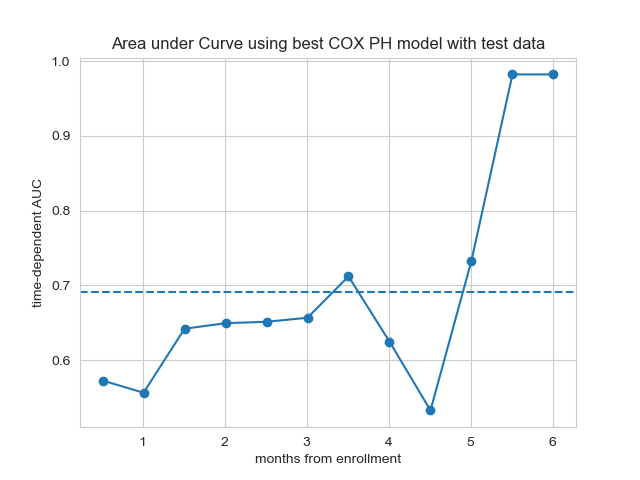 Area under Curve using best COX PH model with test data
time-dependent AUC
1.0
0.9
0.8
0.7
0.6
1 2 3 4 5 6
months from enrollment